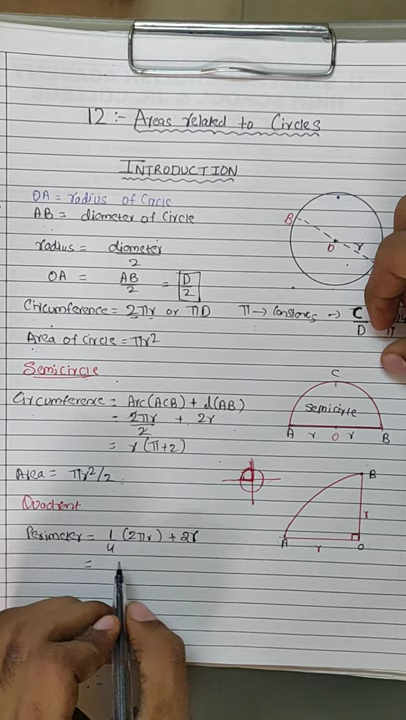 12:- Areas related to Circles
INTRODUCTION
OA = radius of Circle
AB = diameter of Circle
radius = diameter / 2
OA = AB/2 = D/2
Circumference = 2πr or πD π → Constant → C/D
Area of circle = πr²
Semicircle
Circumference = Arc(ACB) + d(AB)
= 2πr/2 + 2r
= r(π+2)
Area = πr²/2
Quadrent
Perimeter = 1/4 (2πr) + 2r
=
B
O
r
C
Semicircle
A r O r B
B
r
A r O